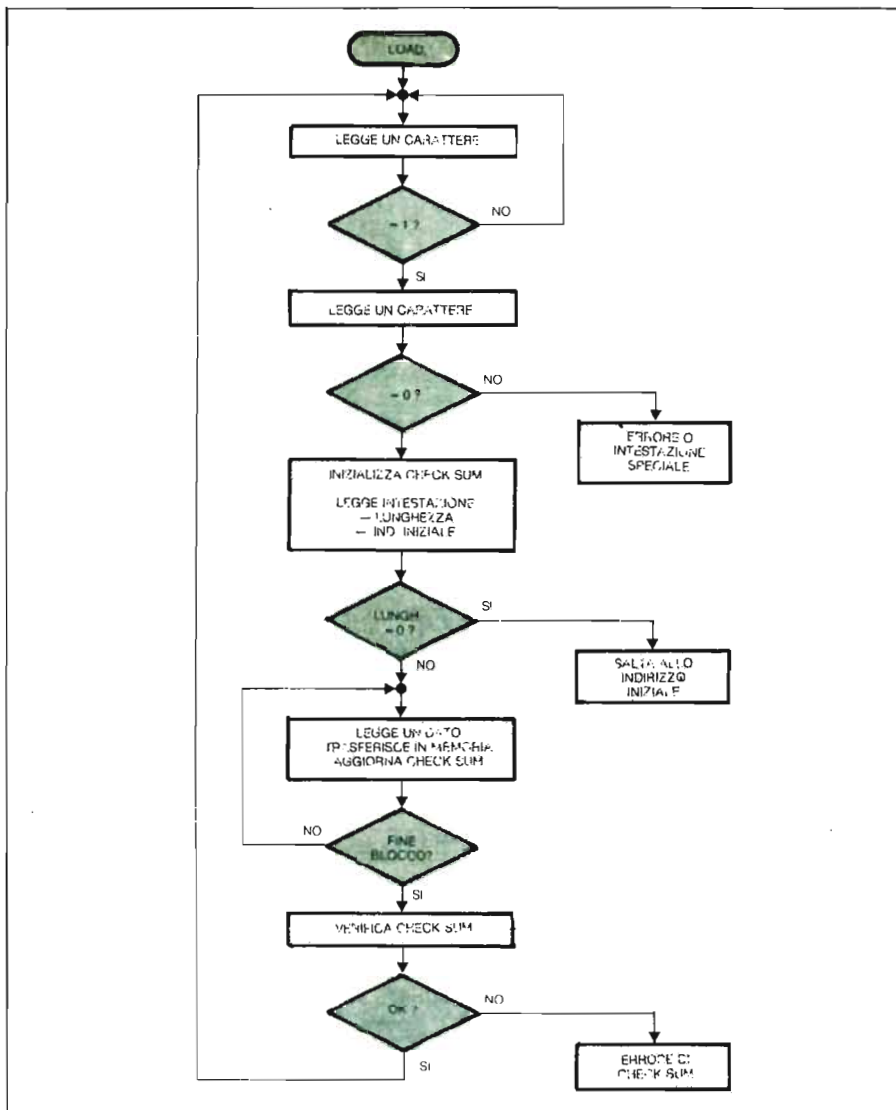 LOAD
LEGGE UN CARATTERE
= 1 ?
NO
SI
LEGGE UN CARATTERE
= 0 ?
NO
ERRORE O
INTESTAZIONE
SPECIALE
INIZIALIZZA CHECK SUM
LEGGE INTESTAZIONE
— LUNGHEZZA
— IND. INIZIALE
LUNGH.
= 0 ?
SI
NO
SALTA ALLO
INDIRIZZO
INIZIALE
LEGGE UN DATO
TRASFERISCE IN MEMORIA
AGGIORNA CHECK SUM
NO
FINE
BLOCCO?
SI
VERIFICA CHECK SUM
OK ?
NO
SI
ERRORE DI
CHECK SUM